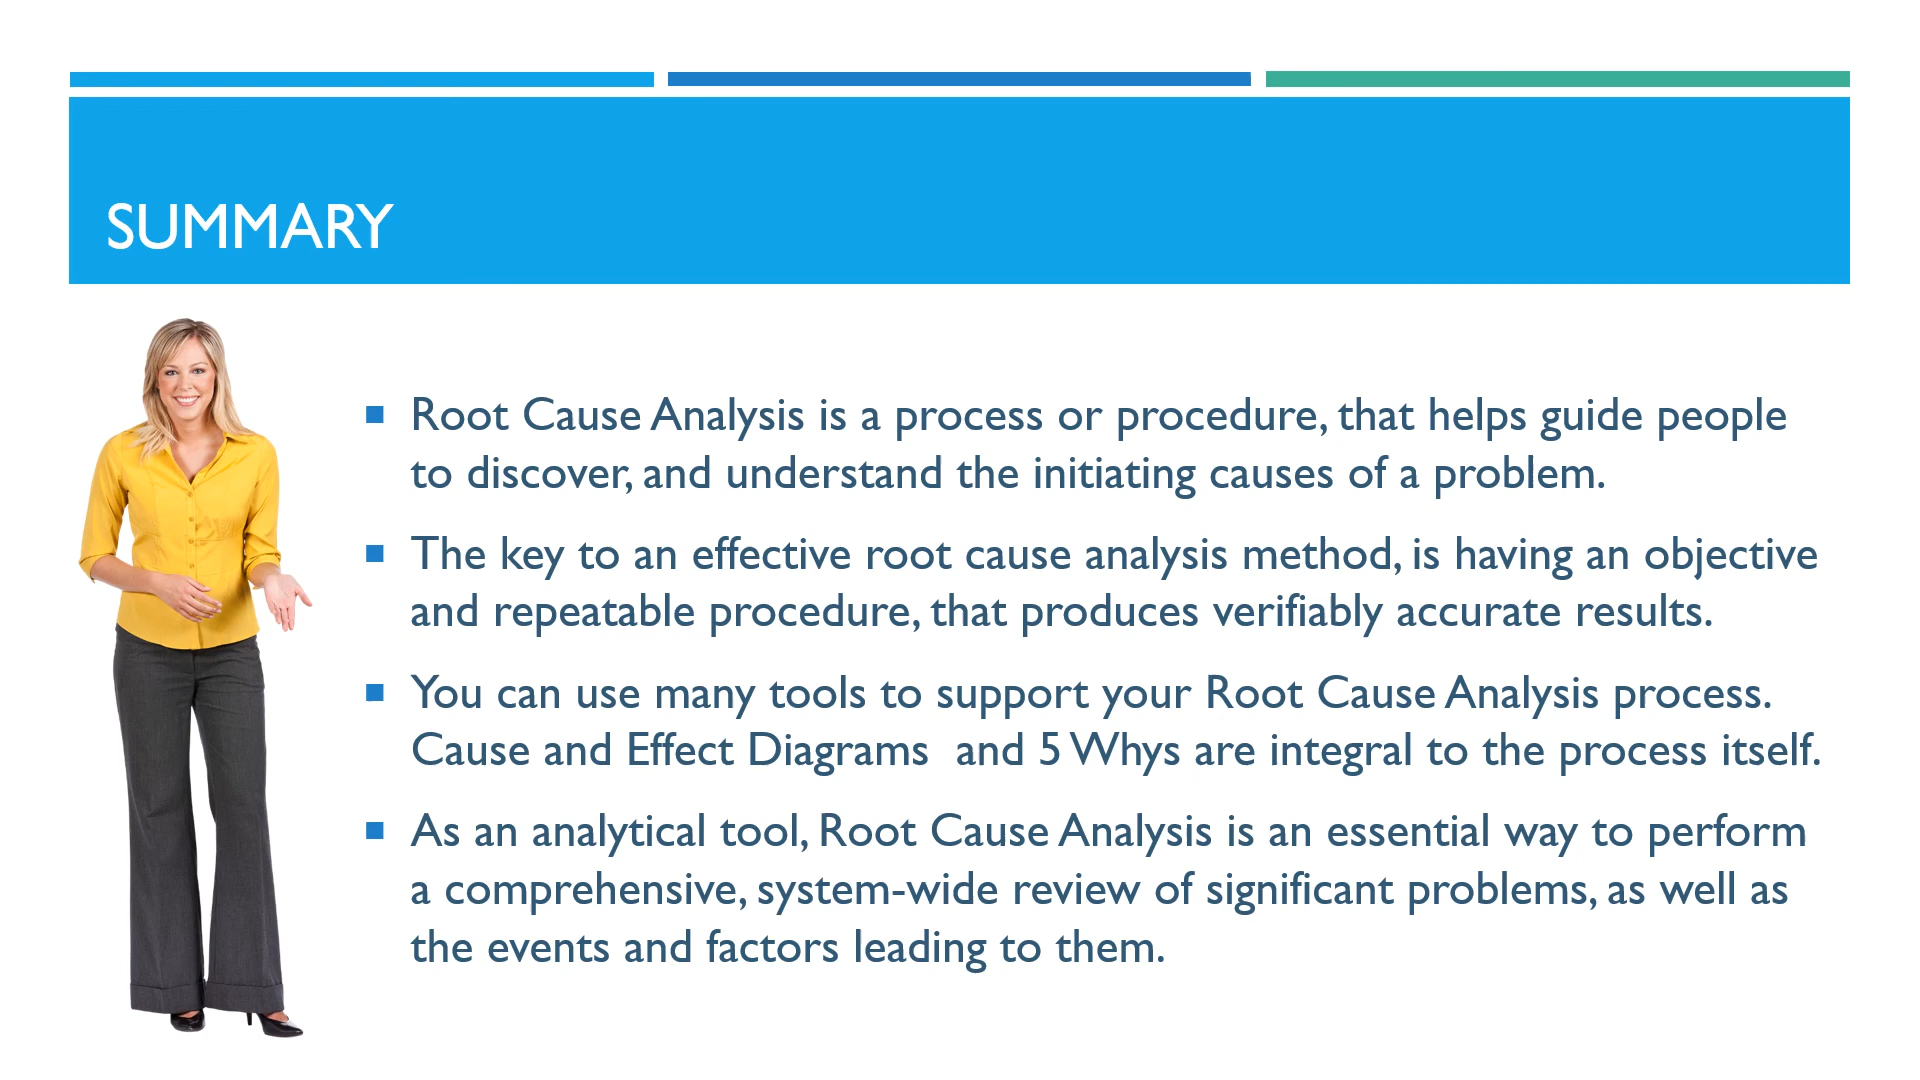 SUMMARY
Root Cause Analysis is a process or procedure, that helps guide people
to discover, and understand the initiating causes of a problem.
The key to an effective root cause analysis method, is having an objective
and repeatable procedure, that produces verifiably accurate results.
You can use many tools to support your Root Cause Analysis process.
Cause and Effect Diagrams  and 5 Whys are integral to the process itself.
As an analytical tool, Root Cause Analysis is an essential way to perform
a comprehensive, system-wide review of significant problems, as well as
the events and factors leading to them.